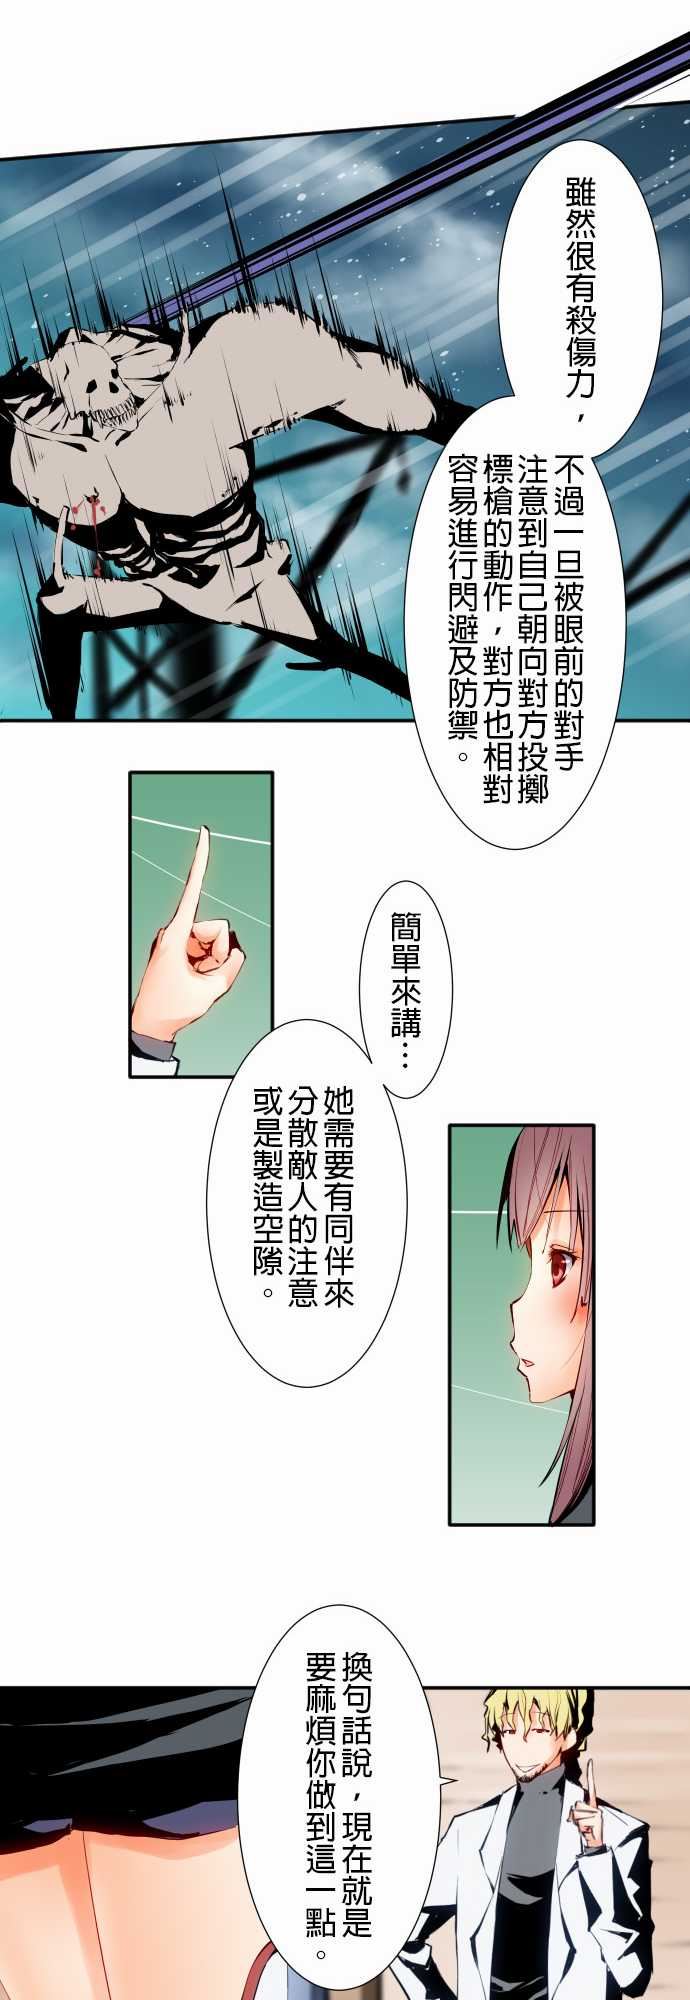 雖然很有殺傷力，
不過一旦被眼前的對手
注意到自己朝向對方投擲
標槍的動作，對方也相對
容易進行閃避及防禦。
簡單來講…
她需要有同伴來
分散敵人的注意
或是製造空隙。
換句話說，現在就是
要麻煩你做到這一點。